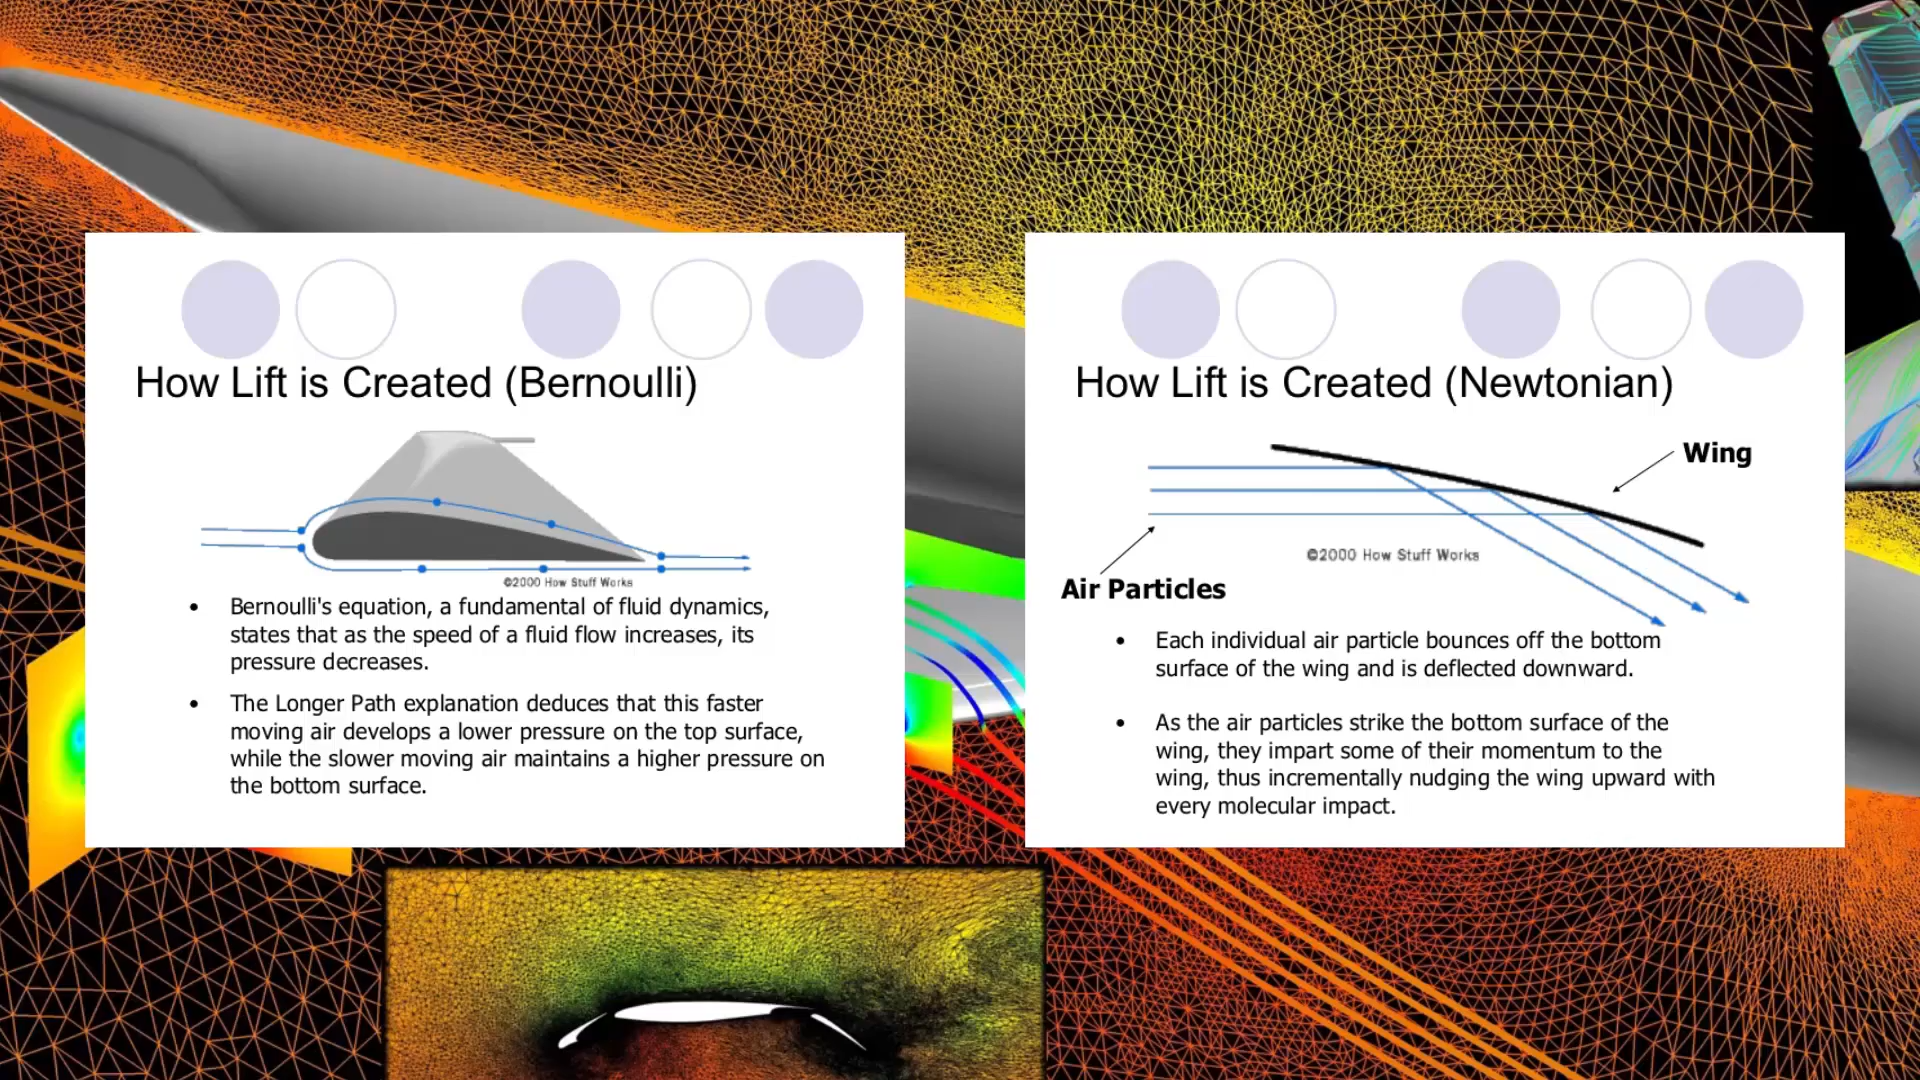 How Lift is Created (Bernoulli)
©2000 How Stuff Works
• Bernoulli's equation, a fundamental of fluid dynamics,
states that as the speed of a fluid flow increases, its
pressure decreases.
• The Longer Path explanation deduces that this faster
moving air develops a lower pressure on the top surface,
while the slower moving air maintains a higher pressure on
the bottom surface.
How Lift is Created (Newtonian)
Wing
©2000 How Stuff Works
Air Particles
• Each individual air particle bounces off the bottom
surface of the wing and is deflected downward.
• As the air particles strike the bottom surface of the
wing, they impart some of their momentum to the
wing, thus incrementally nudging the wing upward with
every molecular impact.